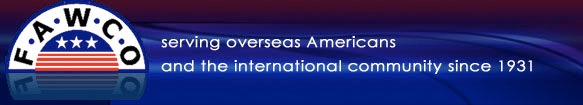 F·A·W·C·O
serving overseas Americans
and the international community since 1931